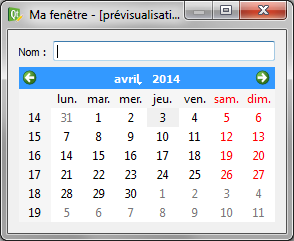 Ma fenêtre - [prévisualisati...
Nom :
avril, 2014
lun. mar. mer. jeu. ven. sam. dim.
14 31 1 2 3 4 5 6
15 7 8 9 10 11 12 13
16 14 15 16 17 18 19 20
17 21 22 23 24 25 26 27
18 28 29 30 1 2 3 4
19 5 6 7 8 9 10 11